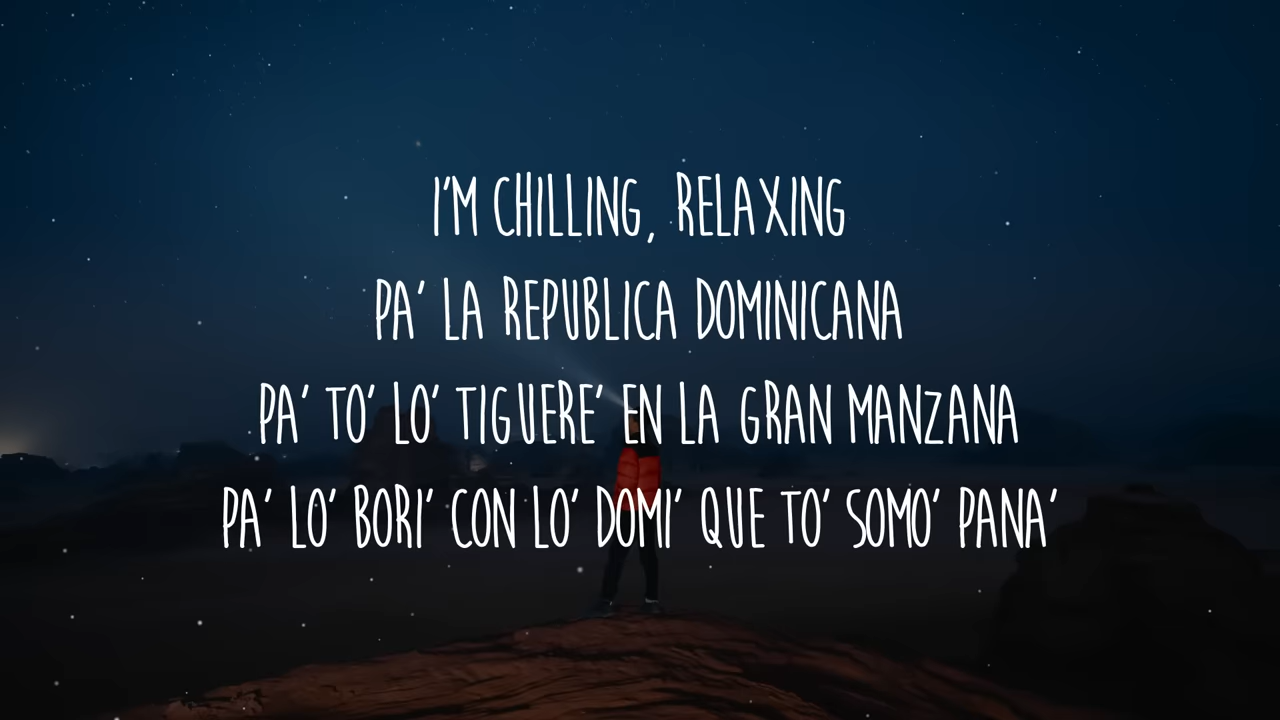 I'M CHILLING, RELAXING
PA' LA REPUBLICA DOMINICANA
PA' TO' LO' TIGUERE' EN LA GRAN MANZANA
PA' LO' BORI' CON LO' DOMI' QUE TO' SOMO' PANA'